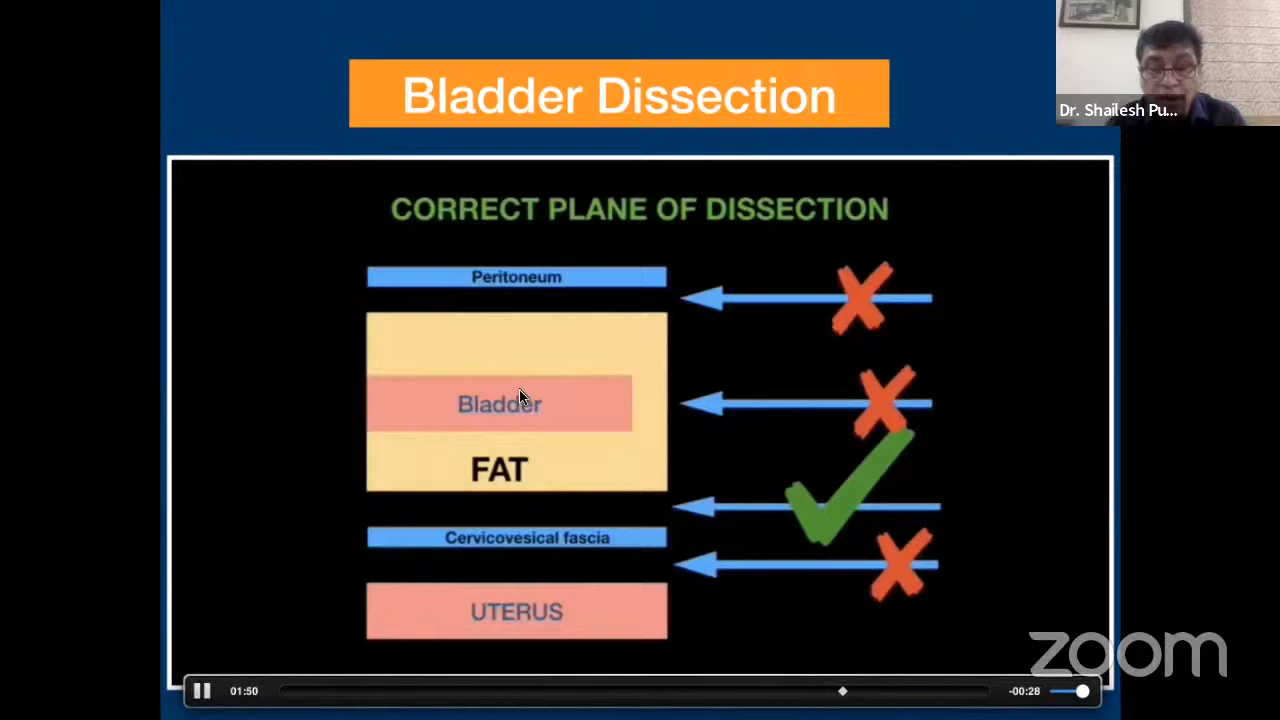 Bladder Dissection
Dr. Shailesh Pu...
CORRECT PLANE OF DISSECTION
Peritoneum
Bladder
FAT
Cervicovesical fascia
UTERUS
zoom
01:50
-00:28